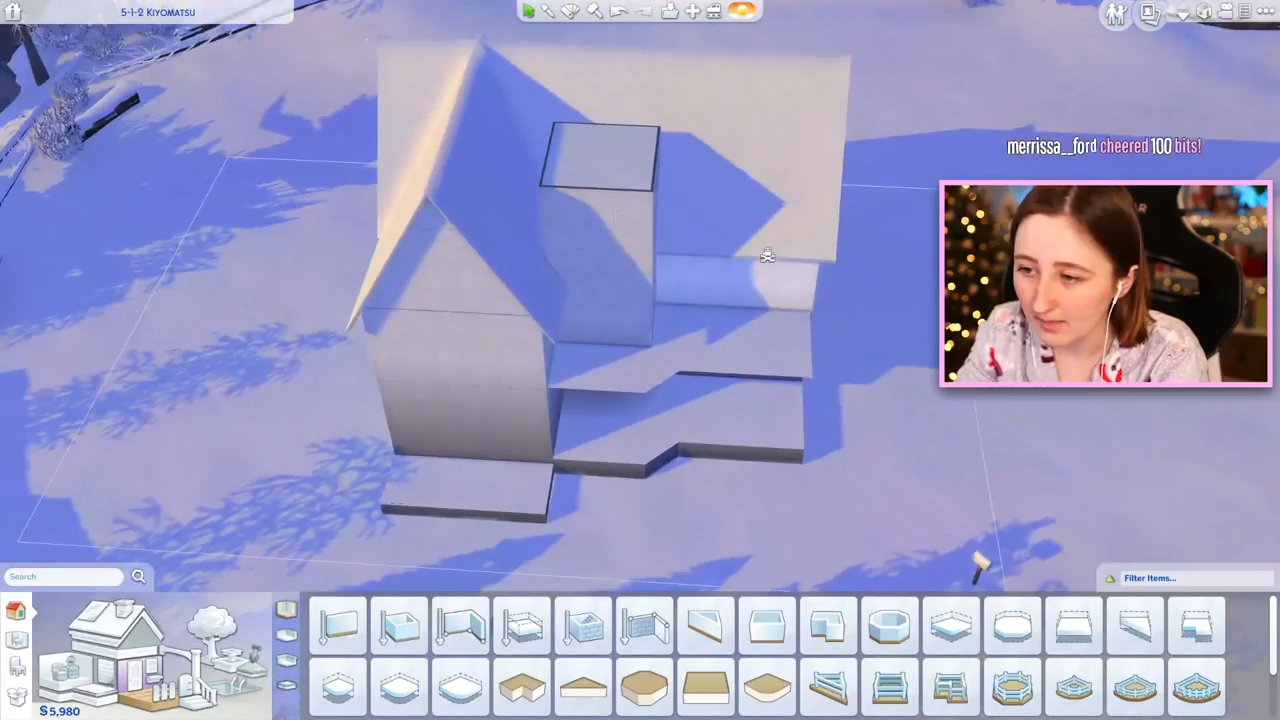 5-1-2 KIYOMATSU
merrissa__ford cheered 100 bits!
Search
Filter Items...
§5,980